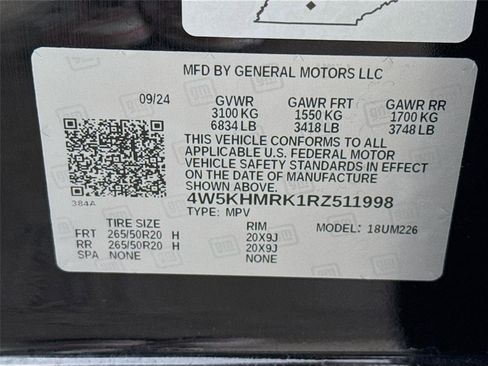 MFD BY GENERAL MOTORS LLC
09/24 GVWR GAWR FRT GAWR RR
3100 KG 1550 KG 1700 KG
6834 LB 3418 LB 3748 LB
THIS VEHICLE CONFORMS TO ALL
APPLICABLE U.S. FEDERAL MOTOR
VEHICLE SAFETY STANDARDS IN EFFECT
ON THE DATE OF MANUFACTURE
SHOWN ABOVE.
384A 4W5KHMRK1RZ511998
TYPE: MPV MODEL: 18UM226
TIRE SIZE RIM
FRT 265/50R20 H 20X9J
RR 265/50R20 H 20X9J
SPA NONE NONE